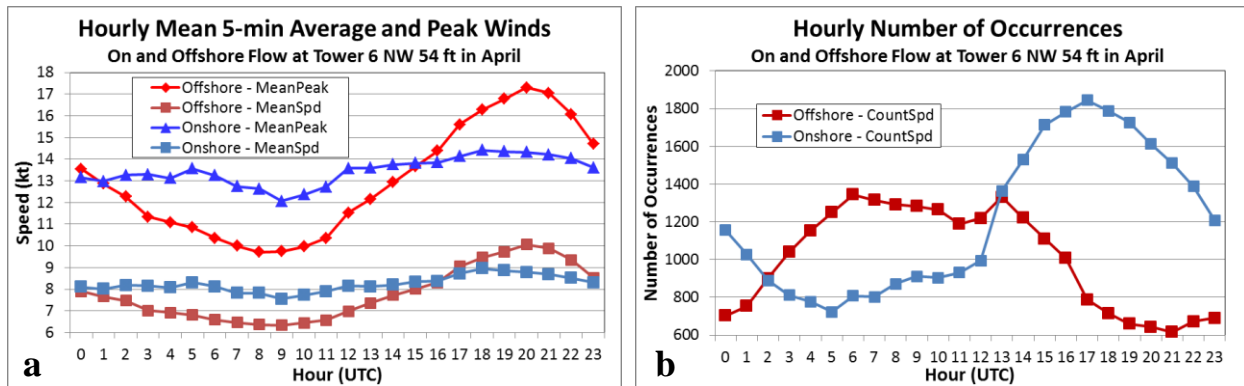 Hourly Mean 5-min Average and Peak Winds
On and Offshore Flow at Tower 6 NW 54 ft in April
Speed (kt)
18
17
16
15
14
13
12
11
10
9
8
7
6
Offshore - MeanPeak
Offshore - MeanSpd
Onshore - MeanPeak
Onshore - MeanSpd
0 1 2 3 4 5 6 7 8 9 10 11 12 13 14 15 16 17 18 19 20 21 22 23
Hour (UTC)
a
Hourly Number of Occurrences
On and Offshore Flow at Tower 6 NW 54 ft in April
Number of Occurrences
2000
1800
1600
1400
1200
1000
800
600
Offshore - CountSpd
Onshore - CountSpd
0 1 2 3 4 5 6 7 8 9 10 11 12 13 14 15 16 17 18 19 20 21 22 23
Hour (UTC)
b